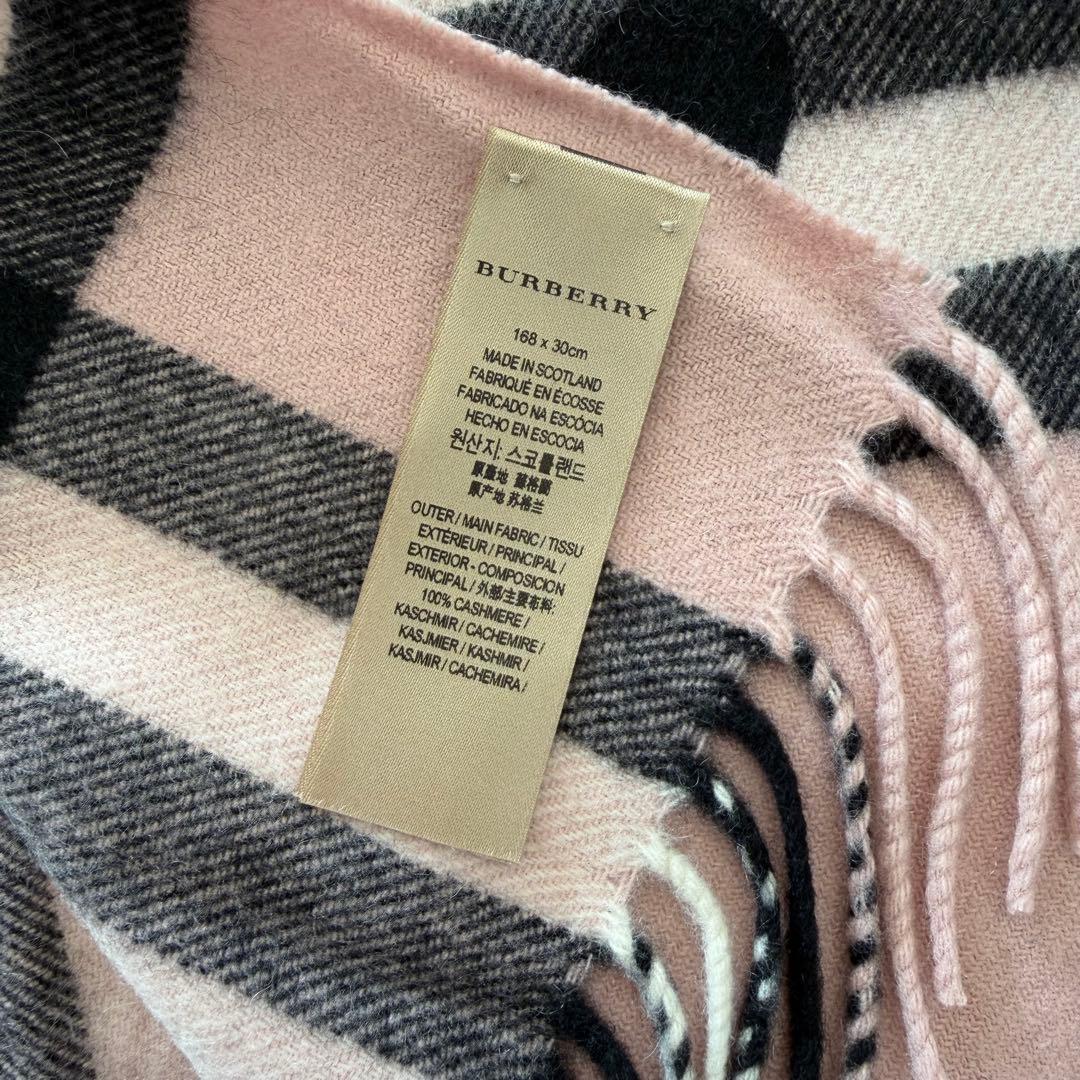 BURBERRY
168 x 30cm
MADE IN SCOTLAND
FABRIQUÉ EN ÉCOSSE
FABRICADO NA ESCÓCIA
HECHO EN ESCOCIA
원산지: 스코틀랜드
原產地 蘇格蘭
原产地 苏格兰
OUTER / MAIN FABRIC / TISSU
EXTÉRIEUR / PRINCIPAL /
EXTERIOR - COMPOSICION
PRINCIPAL / 外部/主要布料:
100% CASHMERE /
KASCHMIR / CACHEMIRE /
KASJMIER / KASHMIR /
KASJMIR / CACHEMIRA /